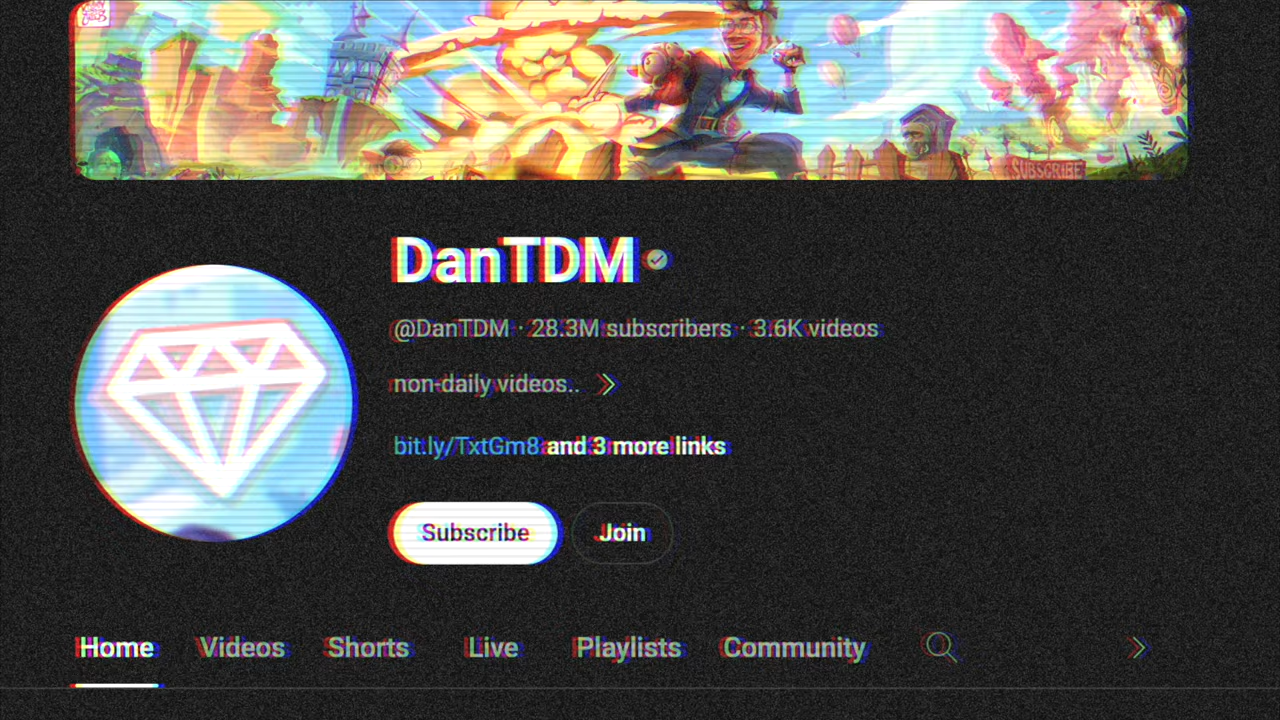 SUBSCRIBE
DanTDM
@DanTDM · 28.3M subscribers · 3.6K videos
non-daily videos..
bit.ly/TxtGm8 and 3 more links
Subscribe Join
Home Videos Shorts Live Playlists Community